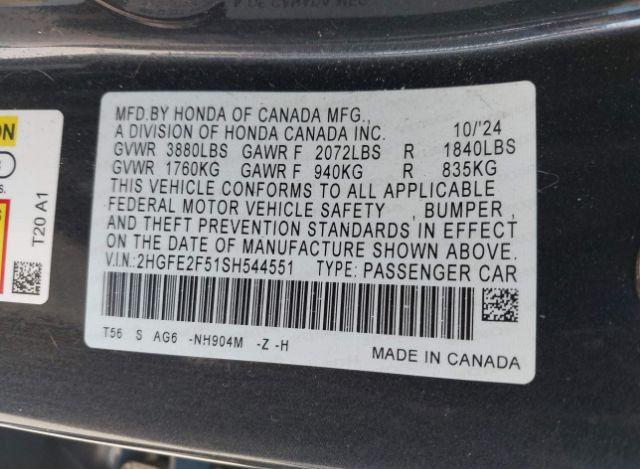 MFD.BY HONDA OF CANADA MFG.,
A DIVISION OF HONDA CANADA INC. 10/'24
GVWR 3880LBS GAWR F 2072LBS R 1840LBS
GVWR 1760KG GAWR F 940KG R 835KG
THIS VEHICLE CONFORMS TO ALL APPLICABLE
FEDERAL MOTOR VEHICLE SAFETY , BUMPER ,
AND THEFT PREVENTION STANDARDS IN EFFECT
ON THE DATE OF MANUFACTURE SHOWN ABOVE.
V.I.N.:2HGFE2F51SH544551 TYPE:PASSENGER CAR
T56 S AG6 -NH904M -Z -H
MADE IN CANADA
T20 A1